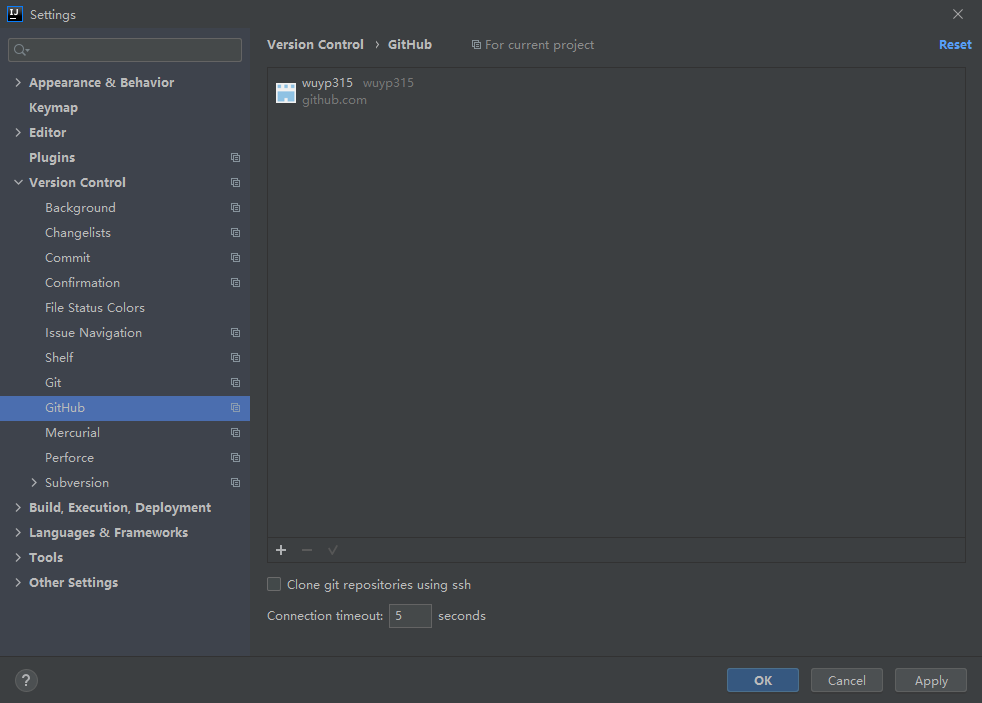 Settings
Version Control › GitHub For current project Reset
Appearance & Behavior
Keymap
Editor
Plugins
Version Control
Background
Changelists
Commit
Confirmation
File Status Colors
Issue Navigation
Shelf
Git
GitHub
Mercurial
Perforce
Subversion
Build, Execution, Deployment
Languages & Frameworks
Tools
Other Settings
wuyp315 wuyp315
github.com
Clone git repositories using ssh
Connection timeout: 5 seconds
? OK Cancel Apply